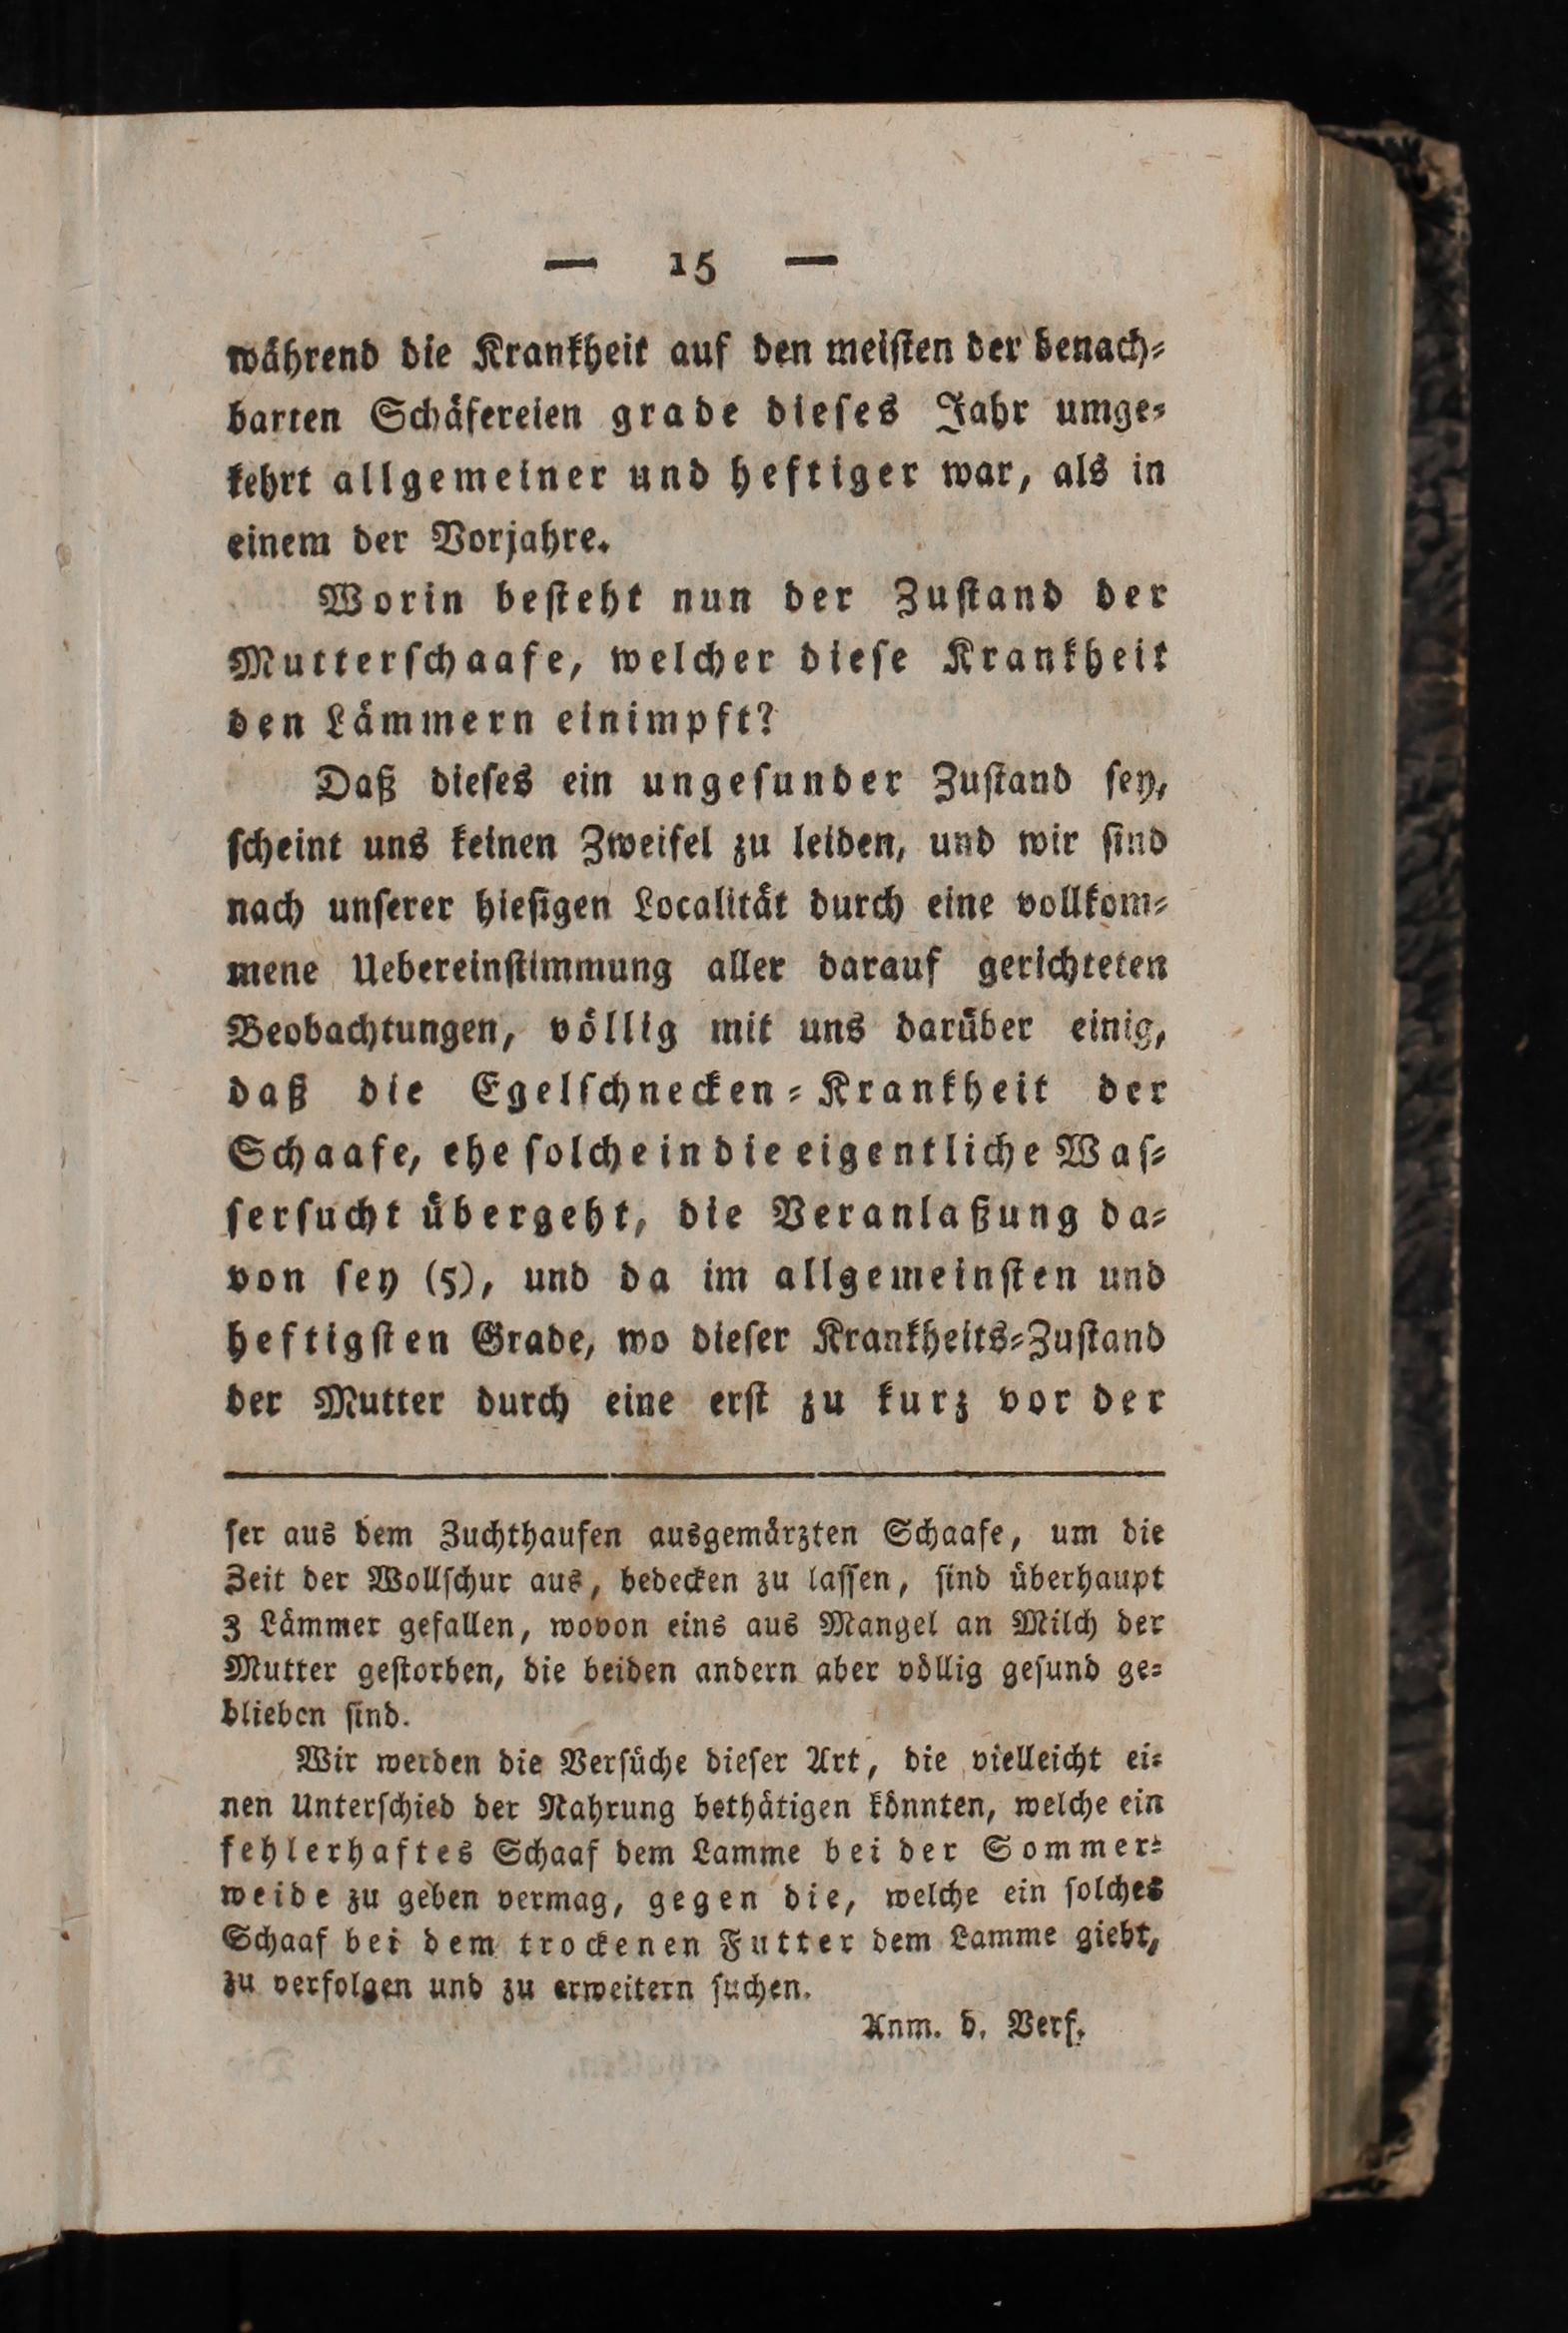 — 15 —
während die Krankheit auf den meiſten der benach⸗
barten Schäfereien grade dieſes Jahr umge⸗
kehrt allgemeiner und heftiger war, als in
einem der Vorjahre.
Worin beſteht nun der Zuſtand der
Mutterſchaafe, welcher dieſe Krankheit
den Lämmern einimpft?
Daß dieſes ein ungeſunder Zuſtand ſey,
ſcheint uns keinen Zweifel zu leiden, und wir ſind
nach unſerer hieſigen Localität durch eine vollkom⸗
mene Uebereinſtimmung aller darauf gerichteten
Beobachtungen, völlig mit uns darüber einig,
daß die Egelſchnecken⸗Krankheit der
Schaafe, ehe ſolche in die eigentliche Waſ⸗
ſerſucht übergeht, die Veranlaßung da⸗
von ſey (5), und da im allgemeinſten und
heftigſten Grade, wo dieſer Krankheits⸗Zuſtand
der Mutter durch eine erſt zu kurz vor der
ſer aus dem Zuchthaufen ausgemärzten Schaafe, um die
Zeit der Wollſchur aus, bedecken zu laſſen, ſind überhaupt
3 Lämmer gefallen, wovon eins aus Mangel an Milch der
Mutter geſtorben, die beiden andern aber völlig geſund ge⸗
blieben ſind.
Wir werden die Verſüche dieſer Art, die vielleicht ei⸗
nen Unterſchied der Nahrung bethätigen könnten, welche ein
fehlerhaftes Schaaf dem Lamme bei der Sommer⸗
weide zu geben vermag, gegen die, welche ein ſolches
Schaaf bei dem trockenen Futter dem Lamme giebt,
zu verfolgen und zu erweitern ſuchen.
Anm. d. Verf.